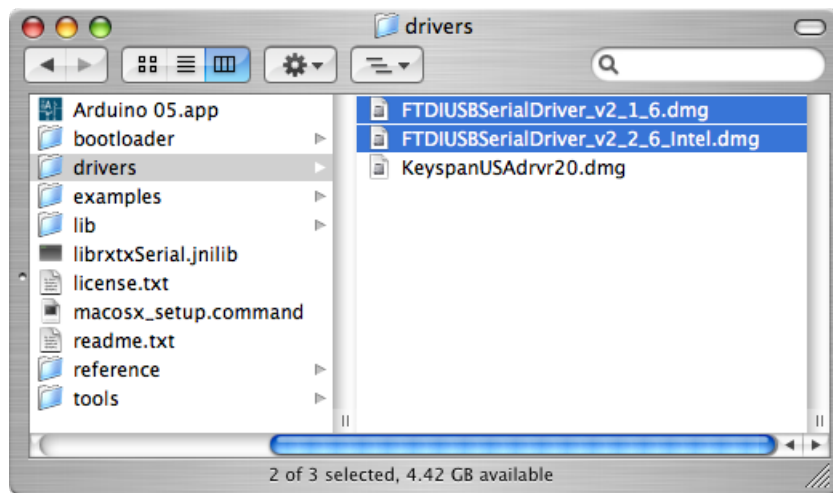 drivers
Arduino 05.app
bootloader
drivers
examples
lib
librxtxSerial.jnilib
license.txt
macosx_setup.command
readme.txt
reference
tools
FTDIUSBSerialDriver_v2_1_6.dmg
FTDIUSBSerialDriver_v2_2_6_Intel.dmg
KeyspanUSAdrvr20.dmg
2 of 3 selected, 4.42 GB available